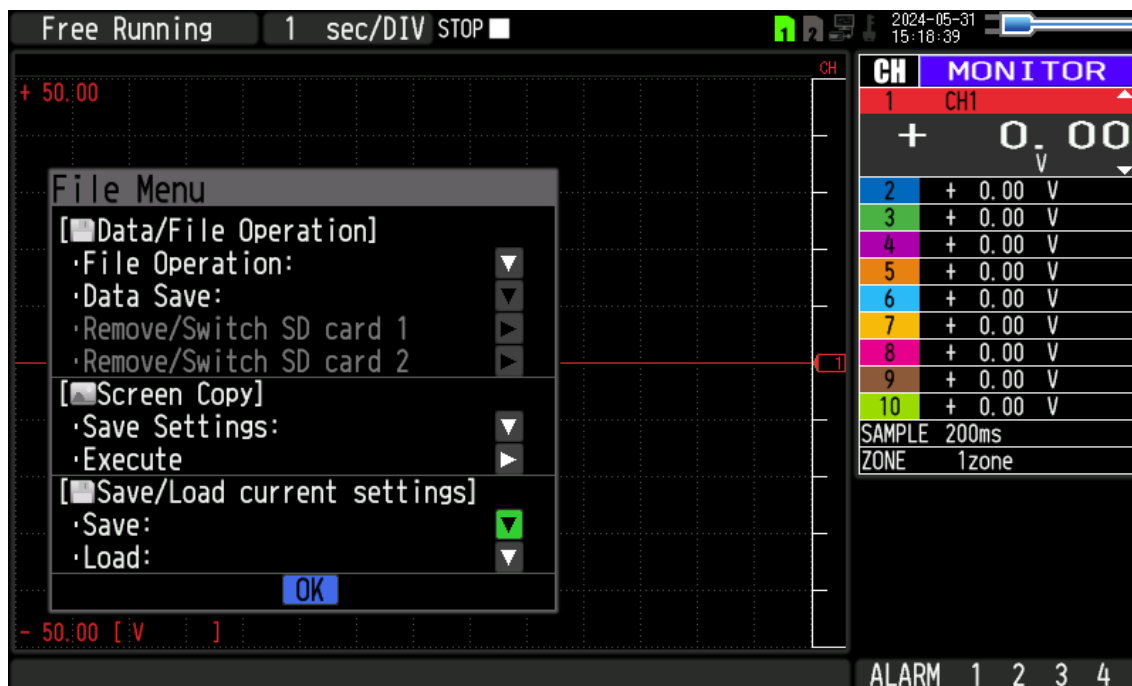 Free Running 1 sec/DIV STOP 1 2 2024-05-31
15:18:39
CH
+ 50.00
File Menu
[Data/File Operation]
·File Operation:
·Data Save:
·Remove/Switch SD card 1
·Remove/Switch SD card 2
[Screen Copy]
·Save Settings:
·Execute
[Save/Load current settings]
·Save:
·Load:
OK
- 50.00 [ V ]
1
CH MONITOR
1 CH1
+ 0.00
V
2 + 0.00 V
3 + 0.00 V
4 + 0.00 V
5 + 0.00 V
6 + 0.00 V
7 + 0.00 V
8 + 0.00 V
9 + 0.00 V
10 + 0.00 V
SAMPLE 200ms
ZONE 1zone
ALARM 1 2 3 4